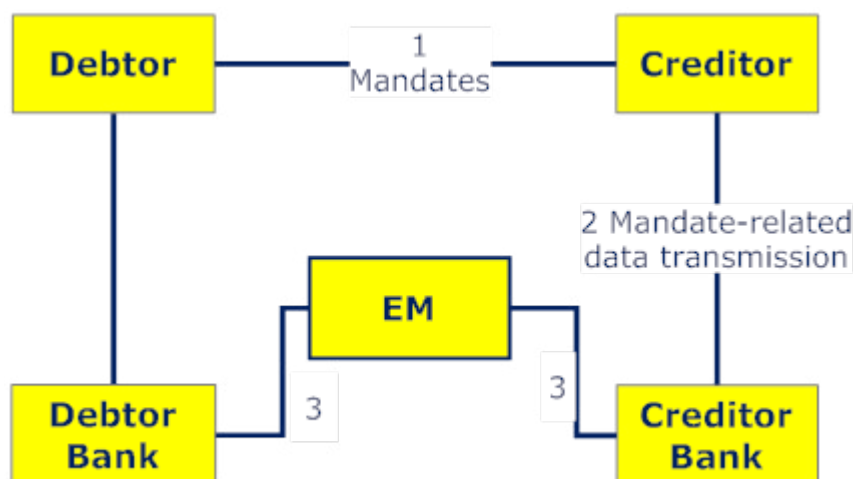 Debtor
1
Mandates
Creditor
2 Mandate-related
data transmission
EM
3
3
Debtor
Bank
Creditor
Bank